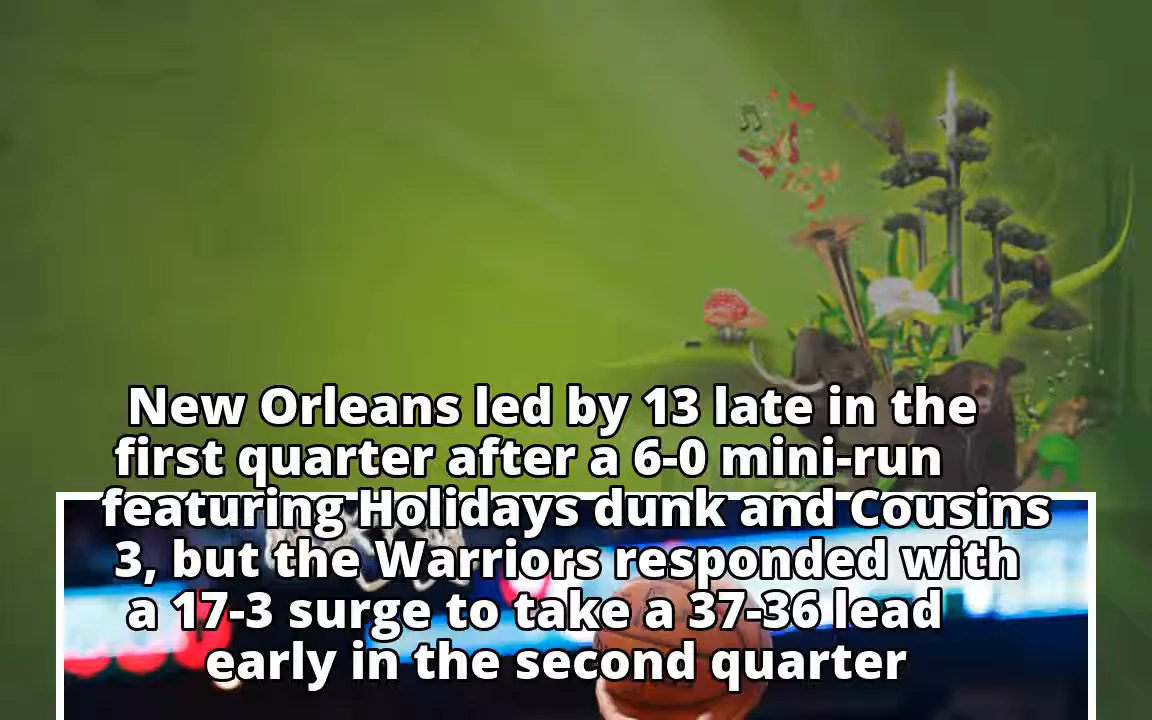 New Orleans led by 13 late in the
first quarter after a 6-0 mini-run
featuring Holidays dunk and Cousins
3, but the Warriors responded with
a 17-3 surge to take a 37-36 lead
early in the second quarter